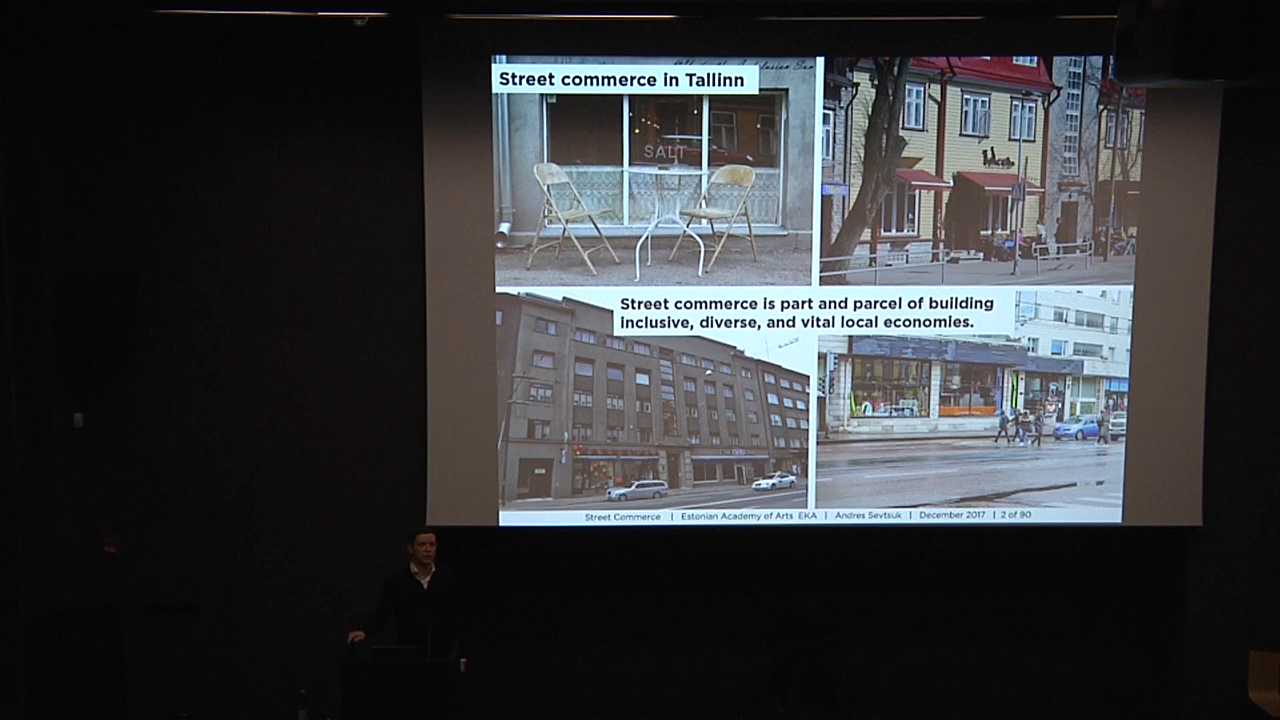 Street commerce in Tallinn
SALT
Street commerce is part and parcel of building
inclusive, diverse, and vital local economies.
Street Commerce | Estonian Academy of Arts EKA | Andres Sevtsuk | December 2017 | 2 of 90